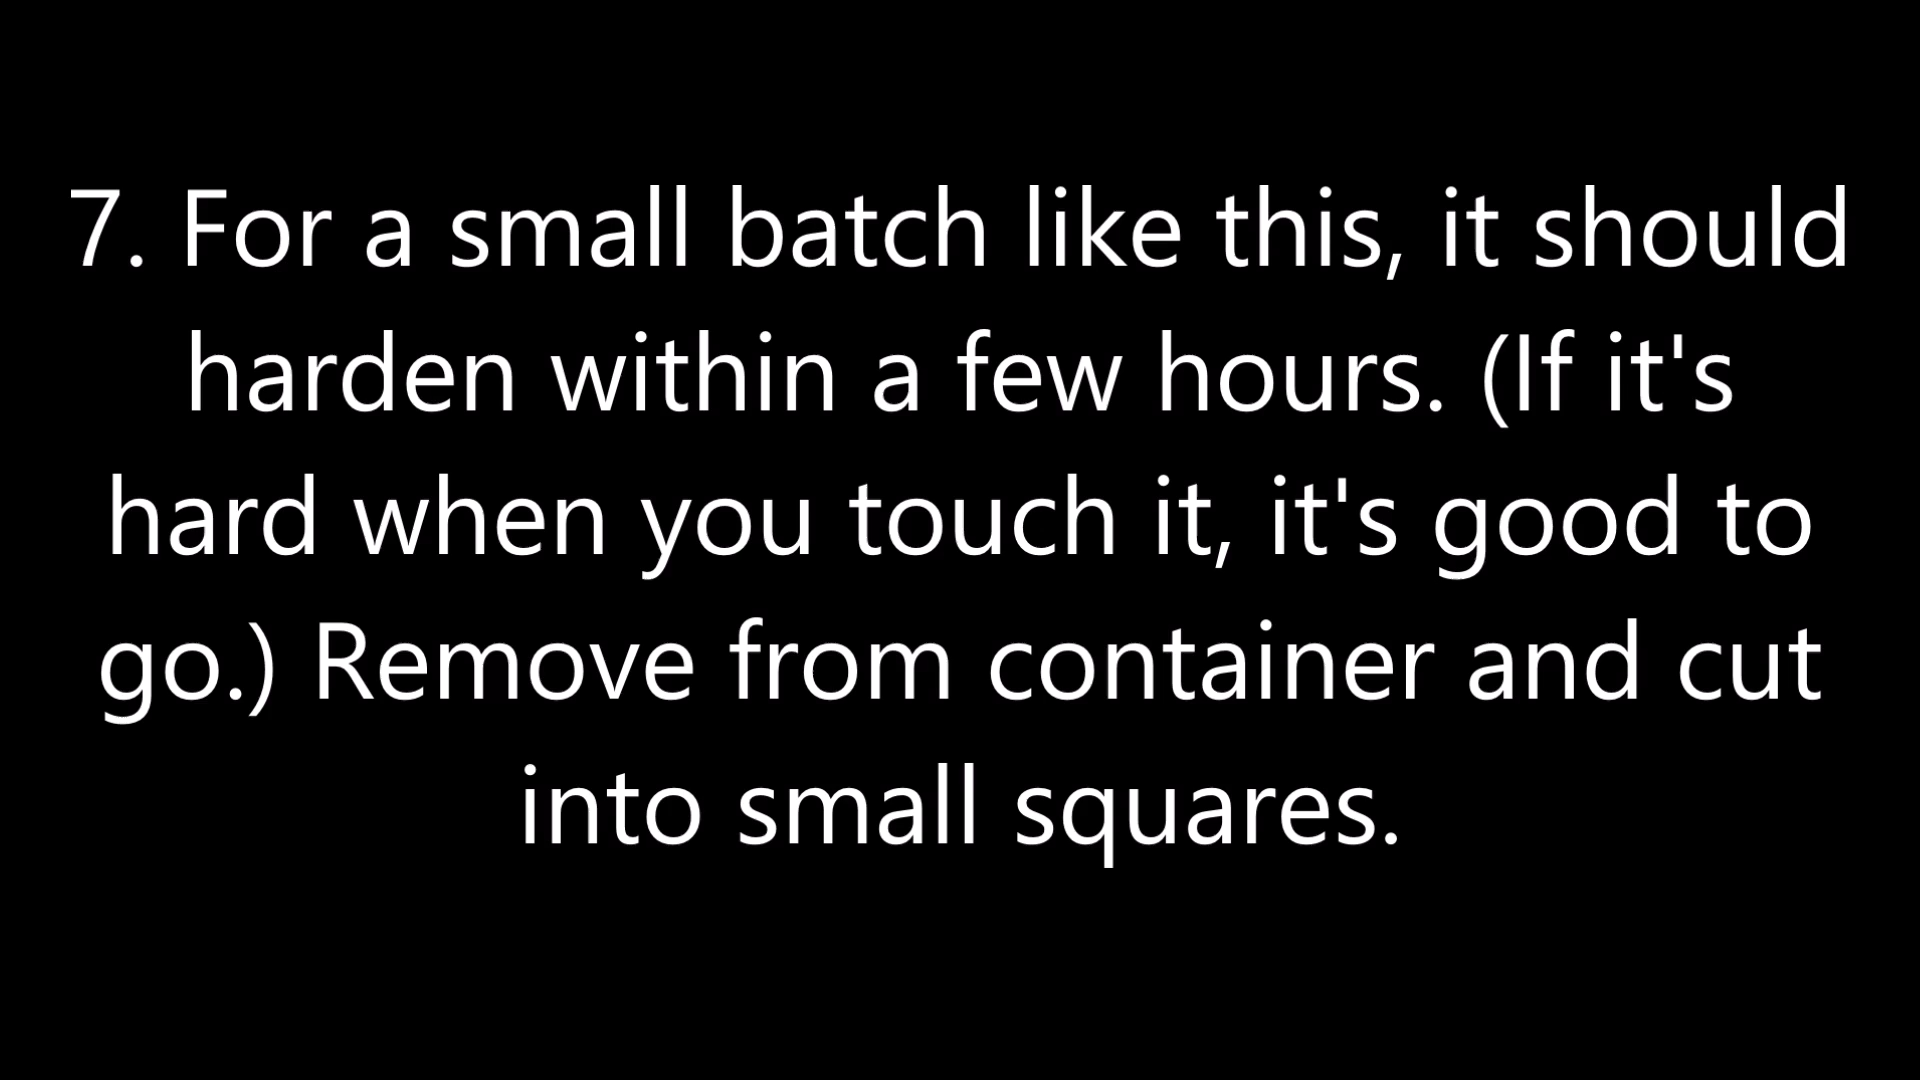 7. For a small batch like this, it should
harden within a few hours. (If it's
hard when you touch it, it's good to
go.) Remove from container and cut
into small squares.